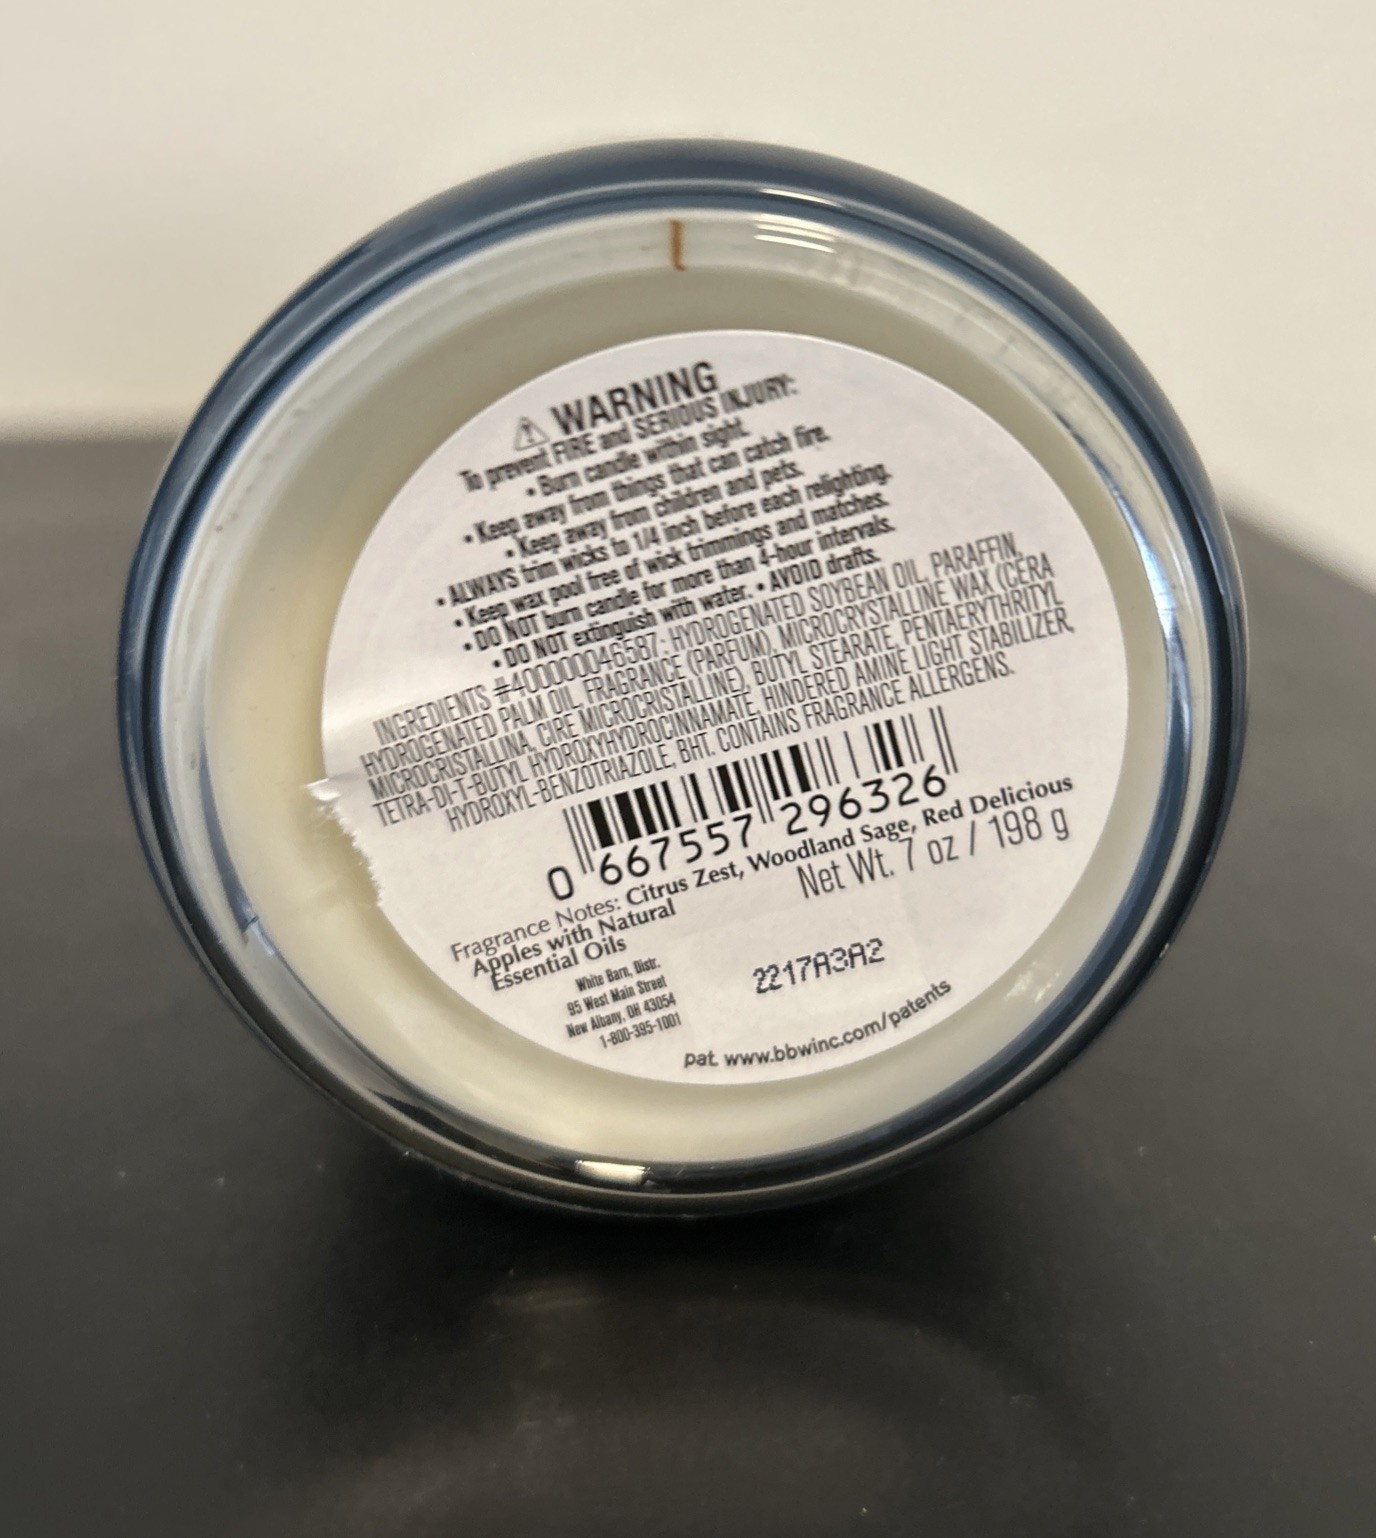 WARNING
To prevent FIRE and SERIOUS INJURY:
• Burn candle within sight.
• Keep away from things that can catch fire.
• Keep away from children and pets.
• ALWAYS trim wicks to 1/4 inch before each relighting.
• Keep wax pool free of wick trimmings and matches.
• DO NOT burn candle for more than 4-hour intervals.
• DO NOT extinguish with water. • AVOID drafts.
INGREDIENTS #400000046587: HYDROGENATED SOYBEAN OIL, PARAFFIN,
HYDROGENATED PALM OIL, FRAGRANCE (PARFUM), MICROCRYSTALLINE WAX (CERA
MICROCRISTALLINA, CIRE MICROCRISTALLINE), BUTYL STEARATE, PENTAERYTHRITYL
TETRA-DI-T-BUTYL HYDROXYHYDROCINNAMATE, HINDERED AMINE LIGHT STABILIZER,
HYDROXYL-BENZOTRIAZOLE, BHT. CONTAINS FRAGRANCE ALLERGENS.
0 667557 296326
Fragrance Notes: Citrus Zest, Woodland Sage, Red Delicious
Apples with Natural
Essential Oils
Net Wt. 7 oz / 198 g
White Barn, Distr.
95 West Main Street
New Albany, OH 43054
1-800-395-1001
2217A3A2
pat. www.bbwinc.com/patents